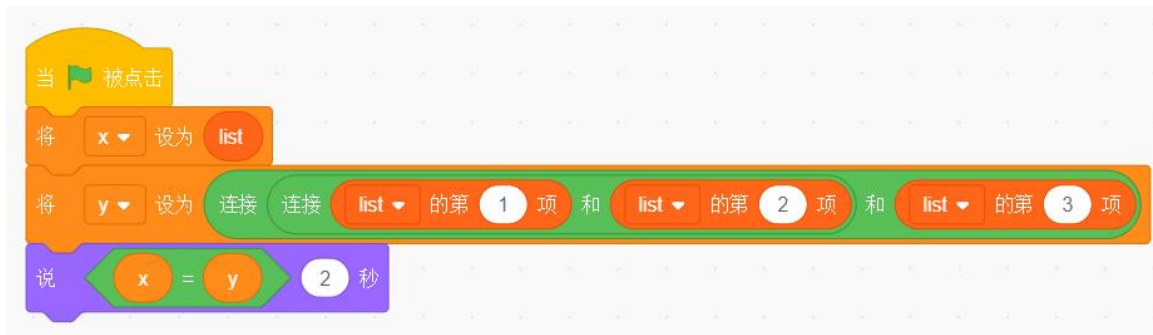 当 被点击
将 x 设为 list
将 y 设为 连接 连接 list 的第 1 项 和 list 的第 2 项 和 list 的第 3 项
说 x = y 2 秒